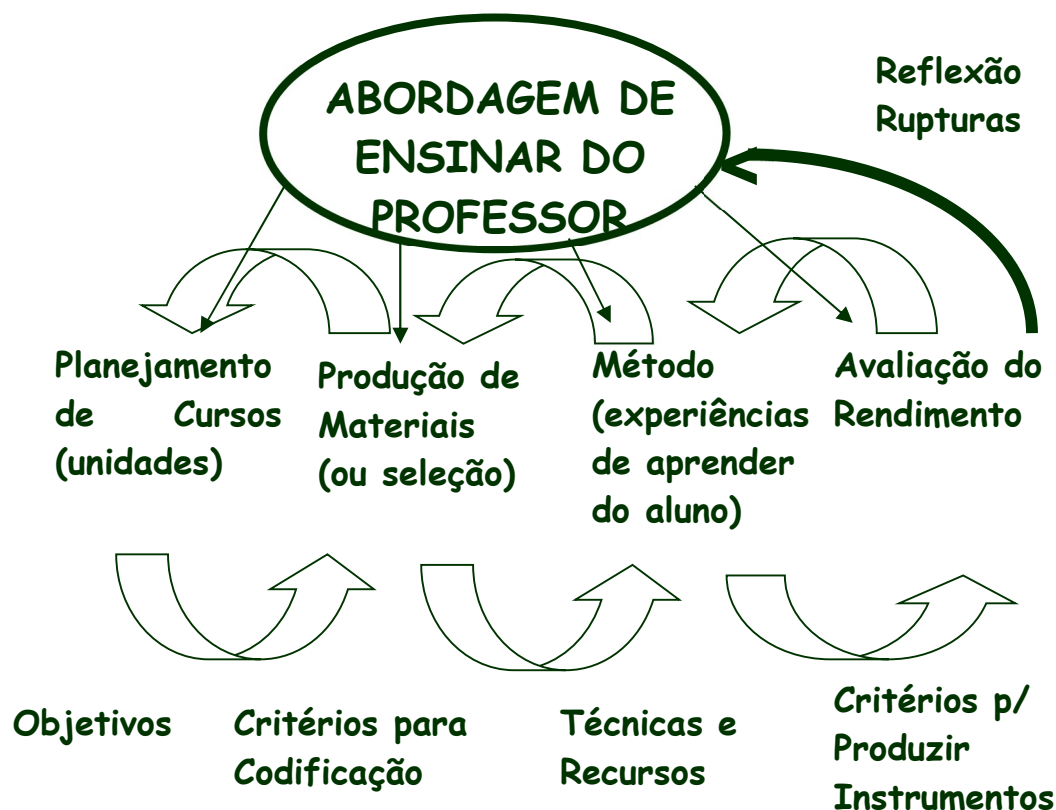 ABORDAGEM DE
ENSINAR DO
PROFESSOR
Reflexão
Rupturas
Planejamento
de Cursos
(unidades)
Produção de
Materiais
(ou seleção)
Método
(experiências
de aprender
do aluno)
Avaliação do
Rendimento
Objetivos
Critérios para
Codificação
Técnicas e
Recursos
Critérios p/
Produzir
Instrumentos